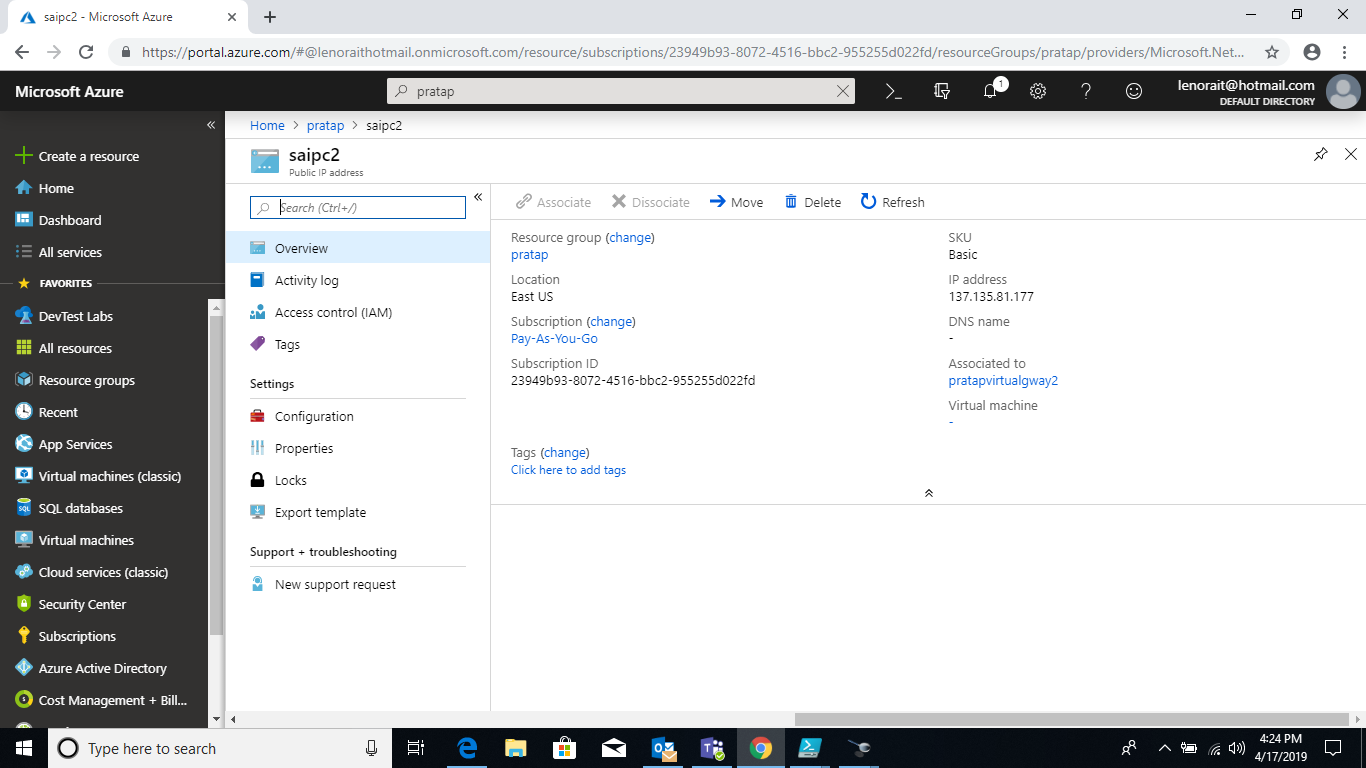 saipc2 - Microsoft Azure
https://portal.azure.com/#@lenoraithotmail.onmicrosoft.com/resource/subscriptions/23949b93-8072-4516-bbc2-955255d022fd/resourceGroups/pratap/providers/Microsoft.Net...
Microsoft Azure
pratap
1
lenorait@hotmail.com
DEFAULT DIRECTORY
Create a resource
Home
Dashboard
All services
FAVORITES
DevTest Labs
All resources
Resource groups
Recent
App Services
Virtual machines (classic)
SQL databases
Virtual machines
Cloud services (classic)
Security Center
Subscriptions
Azure Active Directory
Cost Management + Bill...
Home > pratap > saipc2
saipc2
Public IP address
Search (Ctrl+/)
Overview
Activity log
Access control (IAM)
Tags
Settings
Configuration
Properties
Locks
Export template
Support + troubleshooting
New support request
Associate Dissociate Move Delete Refresh
Resource group (change)
pratap
Location
East US
Subscription (change)
Pay-As-You-Go
Subscription ID
23949b93-8072-4516-bbc2-955255d022fd
Tags (change)
Click here to add tags
SKU
Basic
IP address
137.135.81.177
DNS name
-
Associated to
pratapvirtualgway2
Virtual machine
-
Type here to search
4:24 PM
4/17/2019